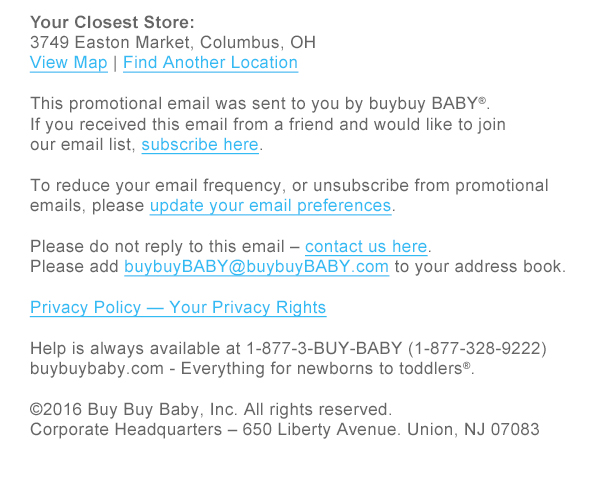 Your Closest Store:
3749 Easton Market, Columbus, OH
View Map | Find Another Location
This promotional email was sent to you by buybuy BABY®.
If you received this email from a friend and would like to join
our email list, subscribe here.
To reduce your email frequency, or unsubscribe from promotional
emails, please update your email preferences.
Please do not reply to this email – contact us here.
Please add buybuyBABY@buybuyBABY.com to your address book.
Privacy Policy — Your Privacy Rights
Help is always available at 1-877-3-BUY-BABY (1-877-328-9222)
buybuybaby.com - Everything for newborns to toddlers®.
©2016 Buy Buy Baby, Inc. All rights reserved.
Corporate Headquarters – 650 Liberty Avenue. Union, NJ 07083